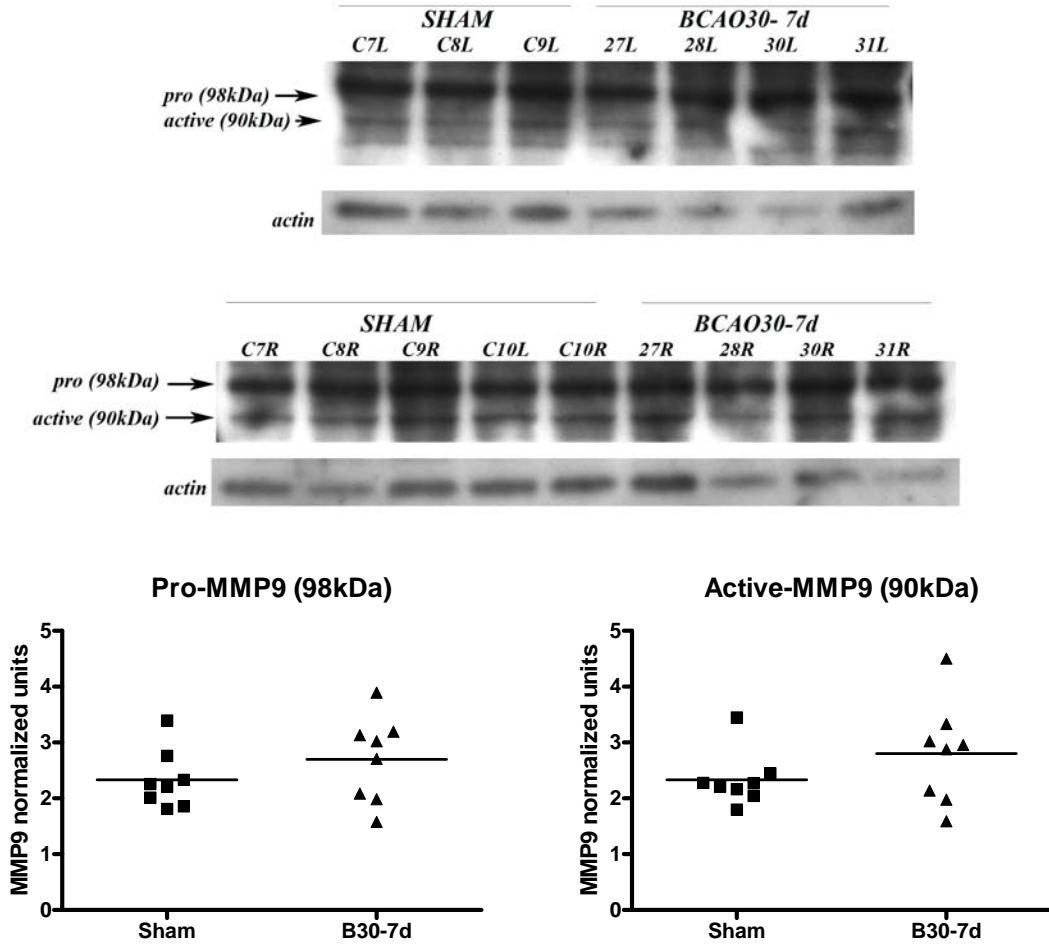 SHAM BCAO30- 7d
C7L C8L C9L 27L 28L 30L 31L
pro (98kDa)
active (90kDa)
actin
SHAM BCAO30-7d
C7R C8R C9R C10L C10R 27R 28R 30R 31R
pro (98kDa)
active (90kDa)
actin
Pro-MMP9 (98kDa)
MMP9 normalized units
5
4
3
2
1
0
Sham B30-7d
Active-MMP9 (90kDa)
MMP9 normalized units
5
4
3
2
1
0
Sham B30-7d